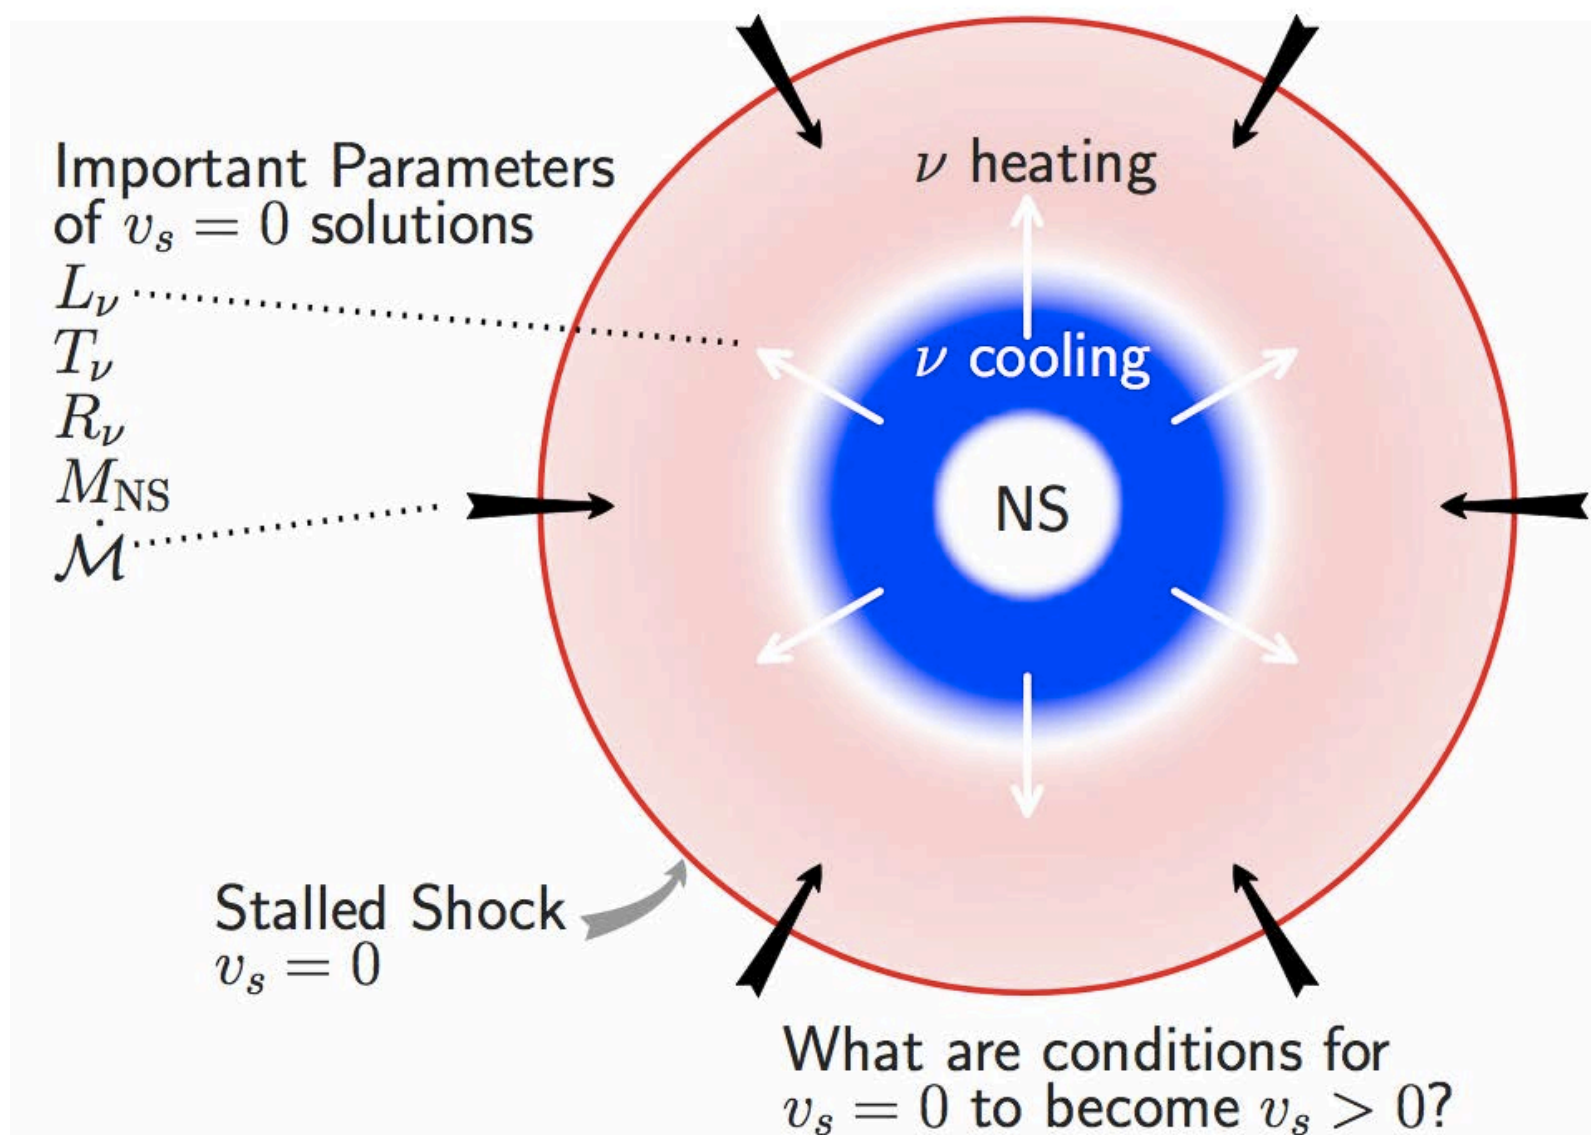 Important Parameters
of $v_s = 0$ solutions
$L_\nu$
$T_\nu$
$R_\nu$
$M_{\rm NS}$
$\dot{\mathcal{M}}$
$\nu$ heating
$\nu$ cooling
NS
Stalled Shock
$v_s = 0$
What are conditions for
$v_s = 0$ to become $v_s > 0$?